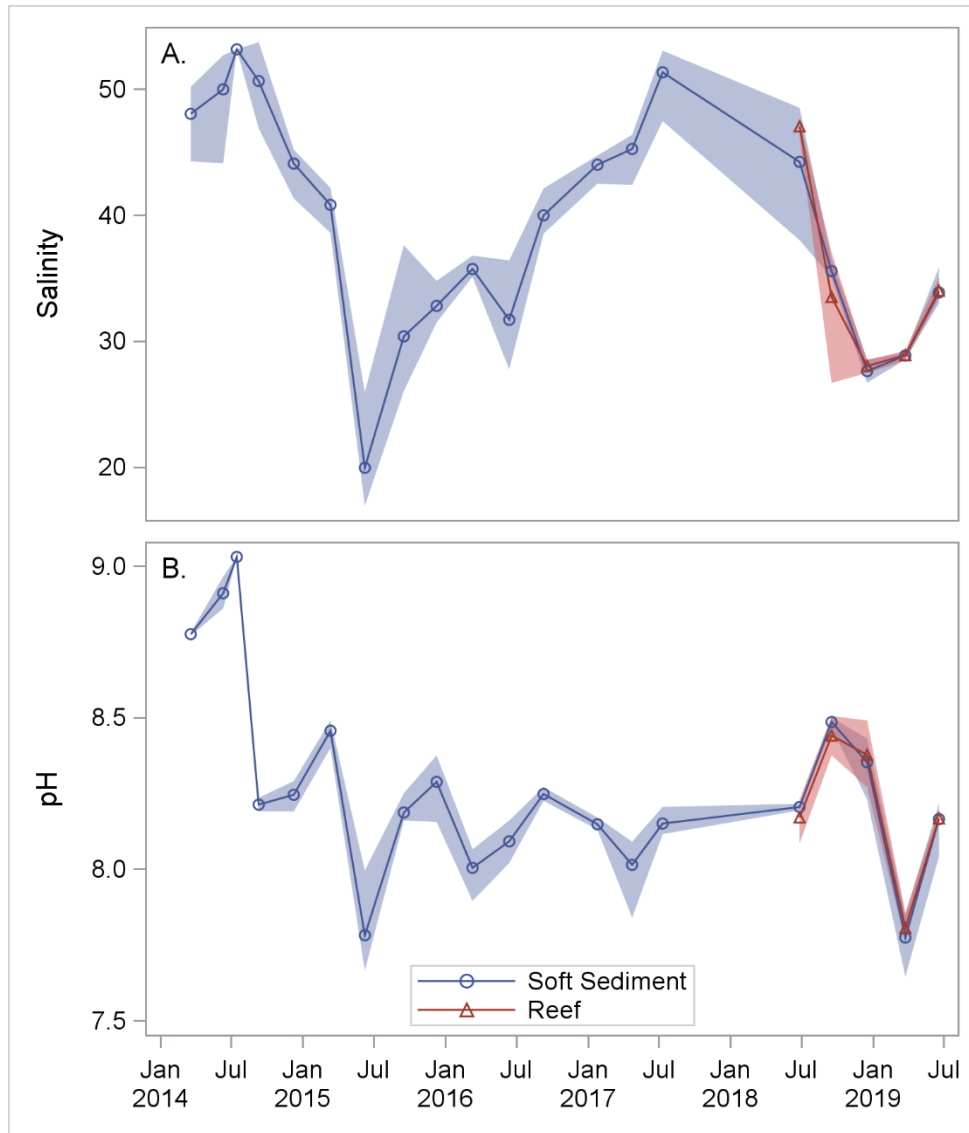 A.
50
40
30
20
Salinity
B.
9.0
8.5
8.0
7.5
pH
Soft Sediment
Reef
Jan Jul Jan Jul Jan Jul Jan Jul Jan Jul Jan Jul
2014 2015 2016 2017 2018 2019